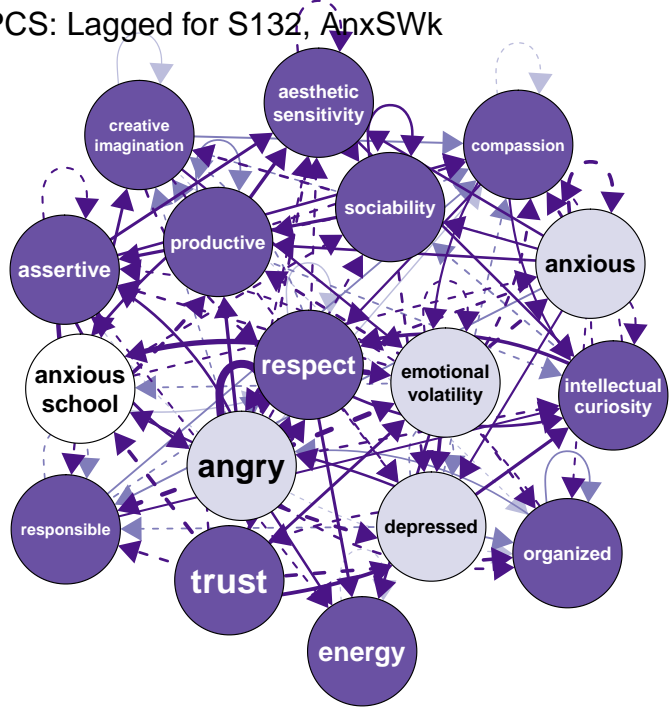 PCS: Lagged for S132, AnxSWk
aesthetic
sensitivity
creative
imagination
compassion
sociability
productive
assertive
anxious
respect
emotional
volatility
anxious
school
intellectual
curiosity
angry
responsible
depressed
organized
trust
energy